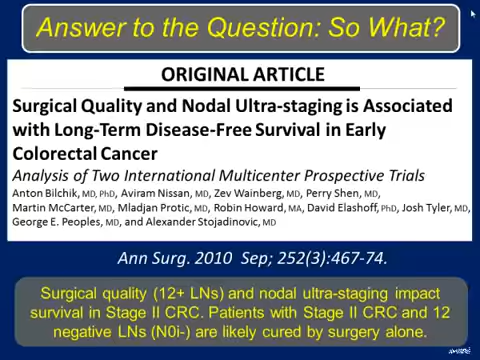 Answer to the Question: So What?
ORIGINAL ARTICLE
Surgical Quality and Nodal Ultra-staging is Associated
with Long-Term Disease-Free Survival in Early
Colorectal Cancer
Analysis of Two International Multicenter Prospective Trials
Anton Bilchik, MD, PhD, Aviram Nissan, MD, Zev Wainberg, MD, Perry Shen, MD,
Martin McCarter, MD, Mladjan Protic, MD, Robin Howard, MA, David Elashoff, PhD, Josh Tyler, MD,
George E. Peoples, MD, and Alexander Stojadinovic, MD
Ann Surg. 2010 Sep; 252(3):467-74.
Surgical quality (12+ LNs) and nodal ultra-staging impact
survival in Stage II CRC. Patients with Stage II CRC and 12
negative LNs (N0i-) are likely cured by surgery alone.